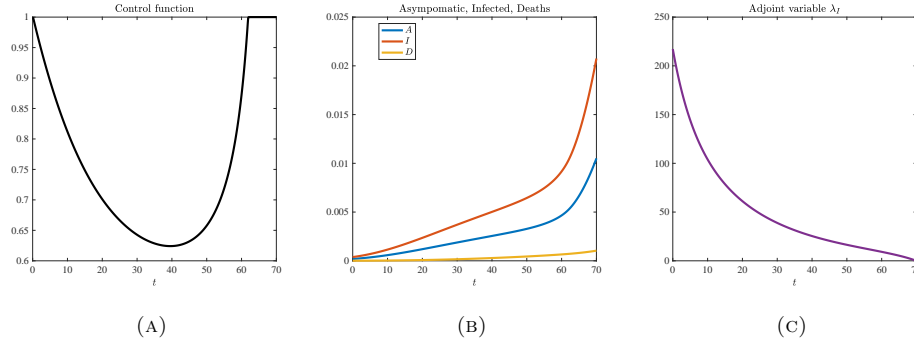 Control function
1
0.95
0.9
0.85
0.8
0.75
0.7
0.65
0.6
0 10 20 30 40 50 60 70
t
(A)
Asympomatic, Infected, Deaths
0.025
0.02
0.015
0.01
0.005
0
A
I
D
0 10 20 30 40 50 60 70
t
(B)
Adjoint variable λ_I
250
200
150
100
50
0
0 10 20 30 40 50 60 70
t
(C)